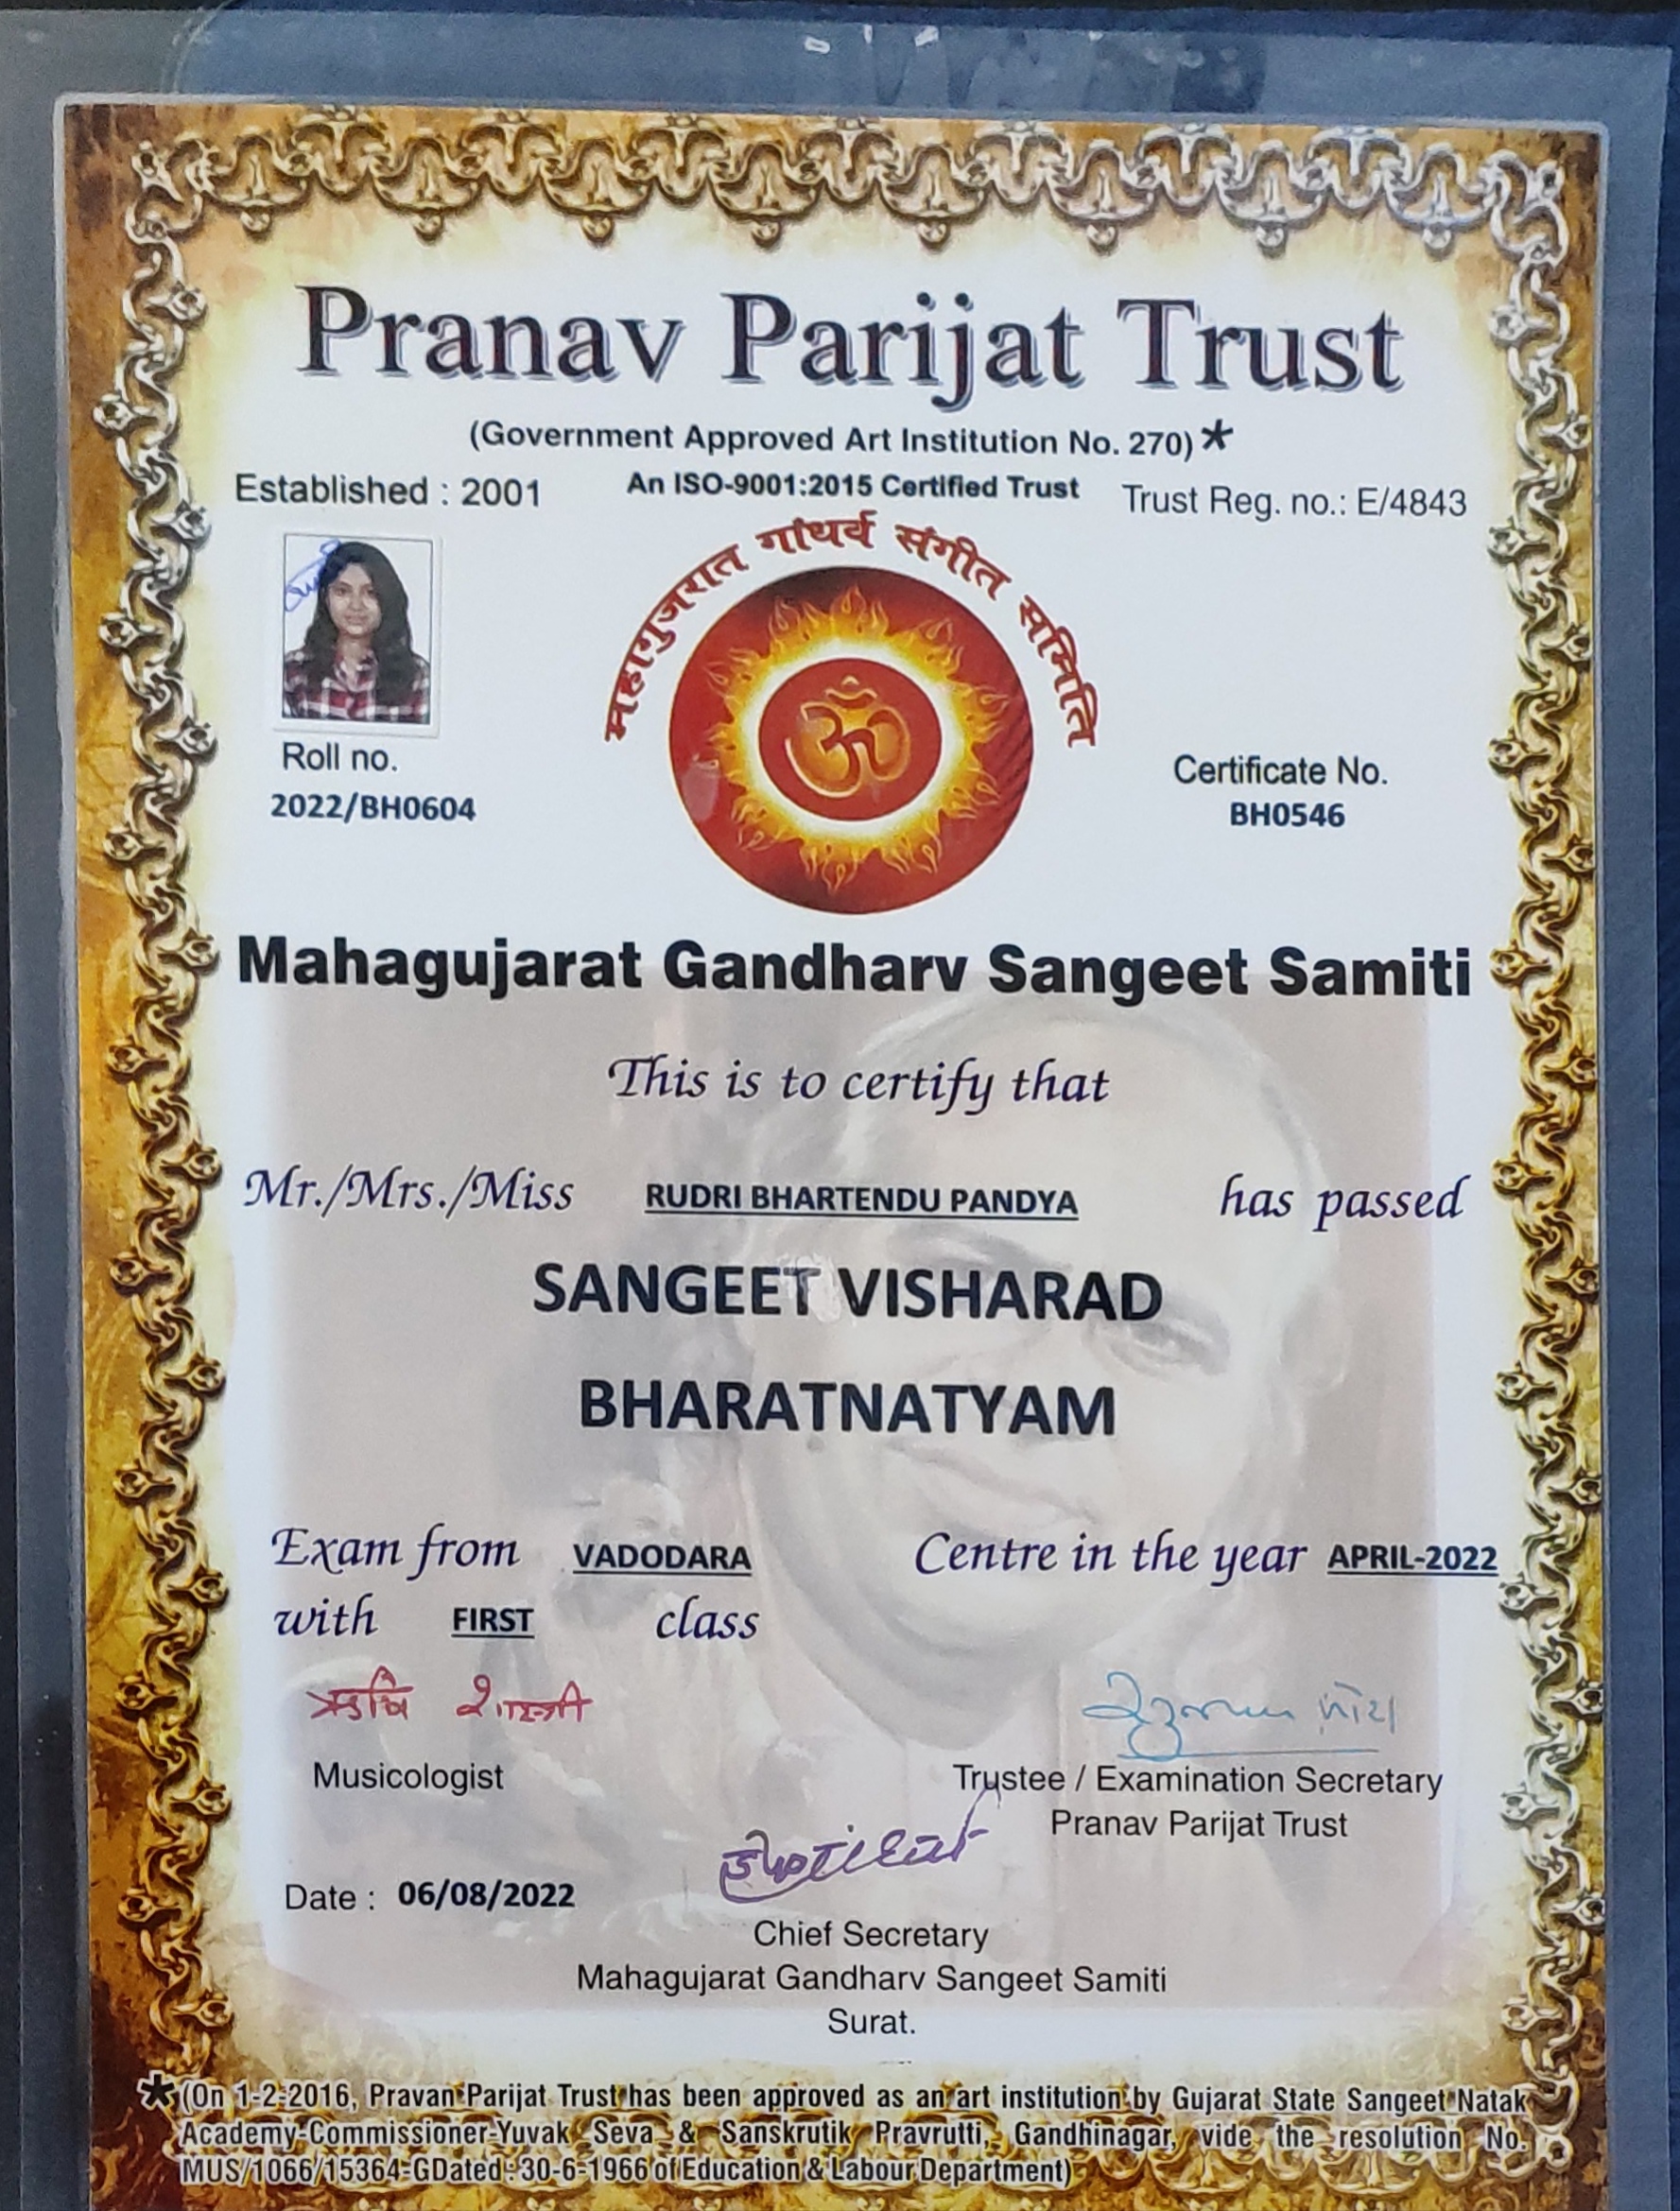 Pranav Parijat Trust
(Government Approved Art Institution No. 270)*
Established : 2001 An ISO-9001:2015 Certified Trust Trust Reg. no.: E/4843
महागुजरात गांधर्व संगीत समिति
ॐ
Roll no.
2022/BH0604
Certificate No.
BH0546
Mahagujarat Gandharv Sangeet Samiti
This is to certify that
Mr./Mrs./Miss RUDRI BHARTENDU PANDYA has passed
SANGEET VISHARAD
BHARATNATYAM
Exam from VADODARA Centre in the year APRIL-2022
with FIRST class
ऋषि शास्त्री
Musicologist
Trustee / Examination Secretary
Pranav Parijat Trust
Date : 06/08/2022
Chief Secretary
Mahagujarat Gandharv Sangeet Samiti
Surat.
*(On 1-2-2016, Pravan Parijat Trust has been approved as an art institution by Gujarat State Sangeet Natak
Academy-Commissioner-Yuvak Seva & Sanskrutik Pravrutti, Gandhinagar, vide the resolution No.
MUS/1066/15364-GDated : 30-6-1966 of Education & Labour Department)